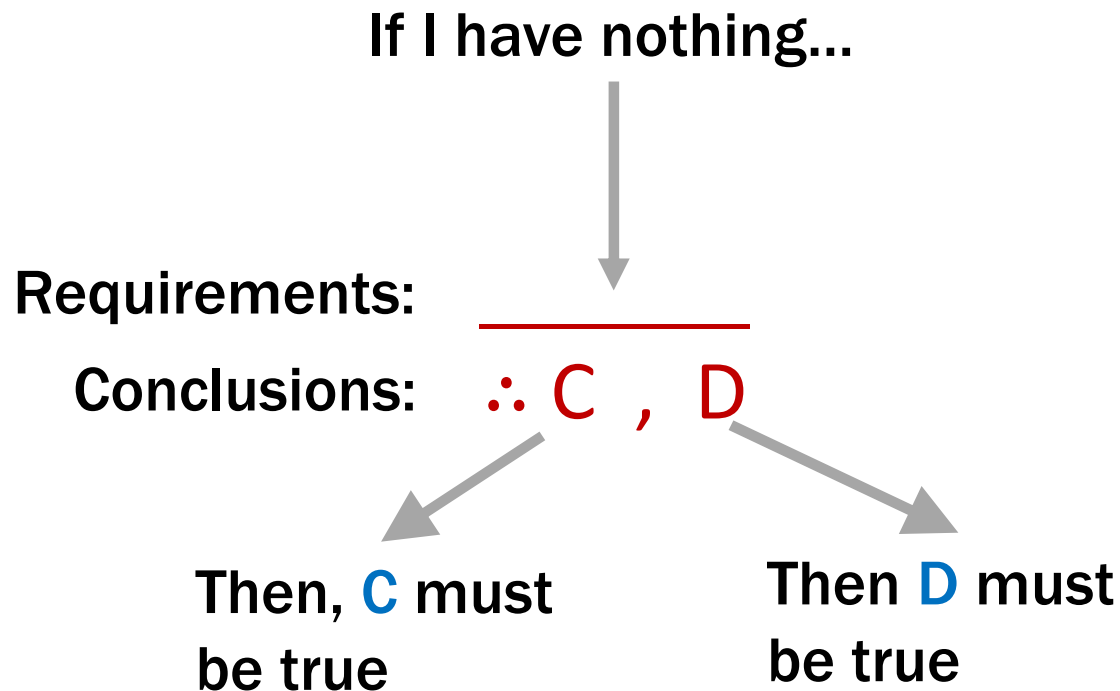 If I have nothing...
Requirements:
Conclusions: ∴ C , D
Then, C must
be true
Then D must
be true